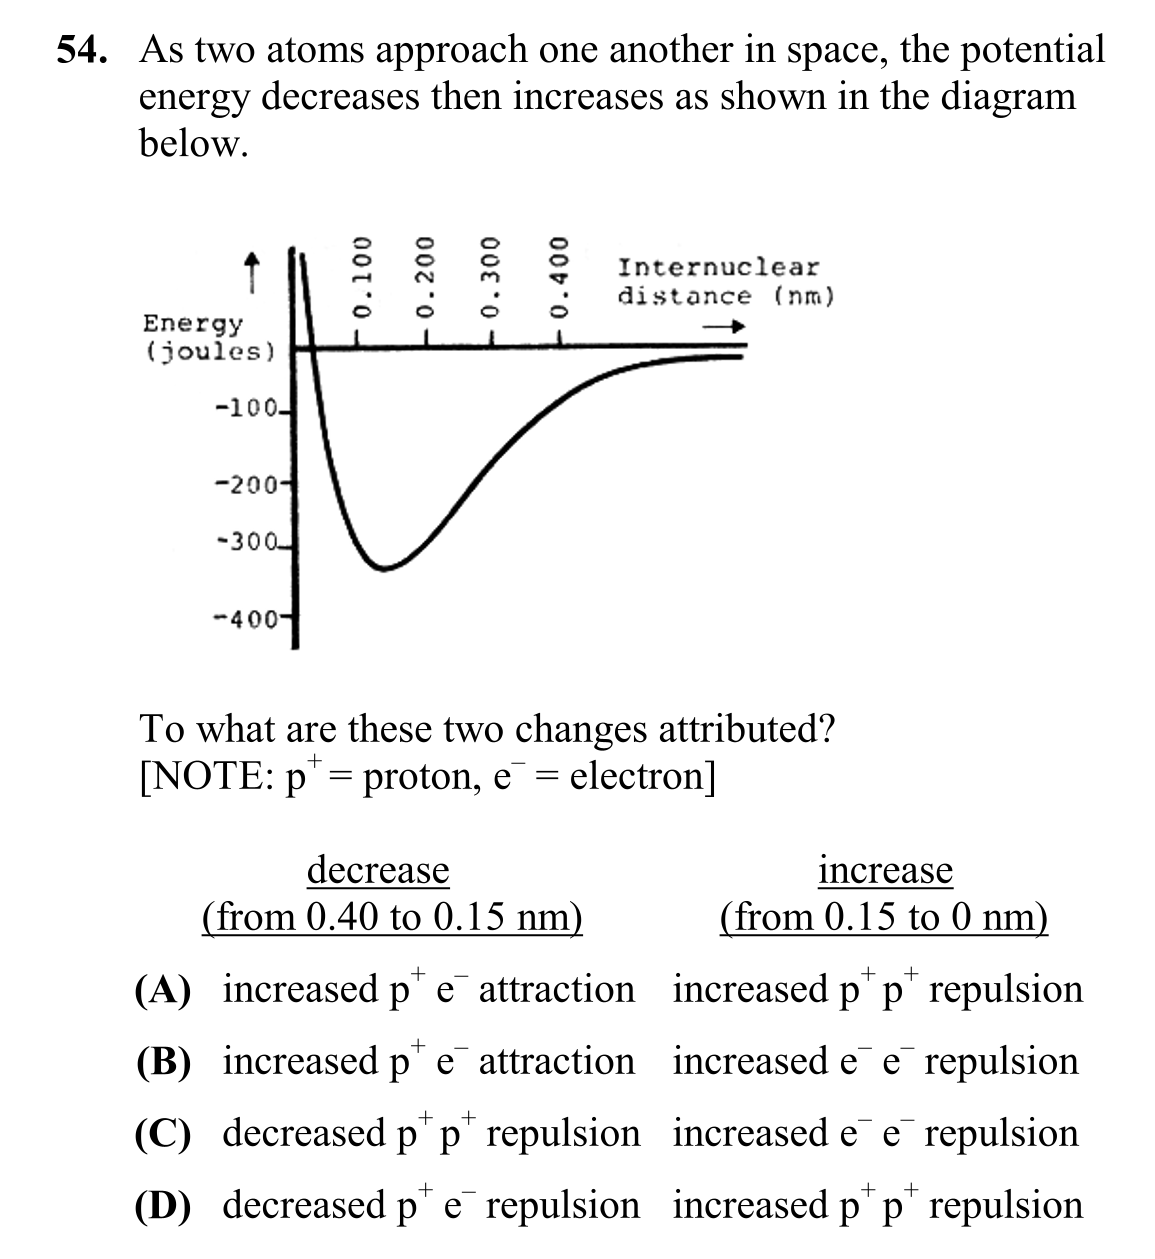 54. As two atoms approach one another in space, the potential
energy decreases then increases as shown in the diagram
below.
0.100
0.200
0.300
0.400
Internuclear
distance (nm)
Energy
(joules)
-100
-200
-300
-400
To what are these two changes attributed?
[NOTE: p⁺ = proton, e⁻ = electron]
decrease increase
(from 0.40 to 0.15 nm) (from 0.15 to 0 nm)
(A) increased p⁺ e⁻ attraction increased p⁺ p⁺ repulsion
(B) increased p⁺ e⁻ attraction increased e⁻ e⁻ repulsion
(C) decreased p⁺ p⁺ repulsion increased e⁻ e⁻ repulsion
(D) decreased p⁺ e⁻ repulsion increased p⁺ p⁺ repulsion